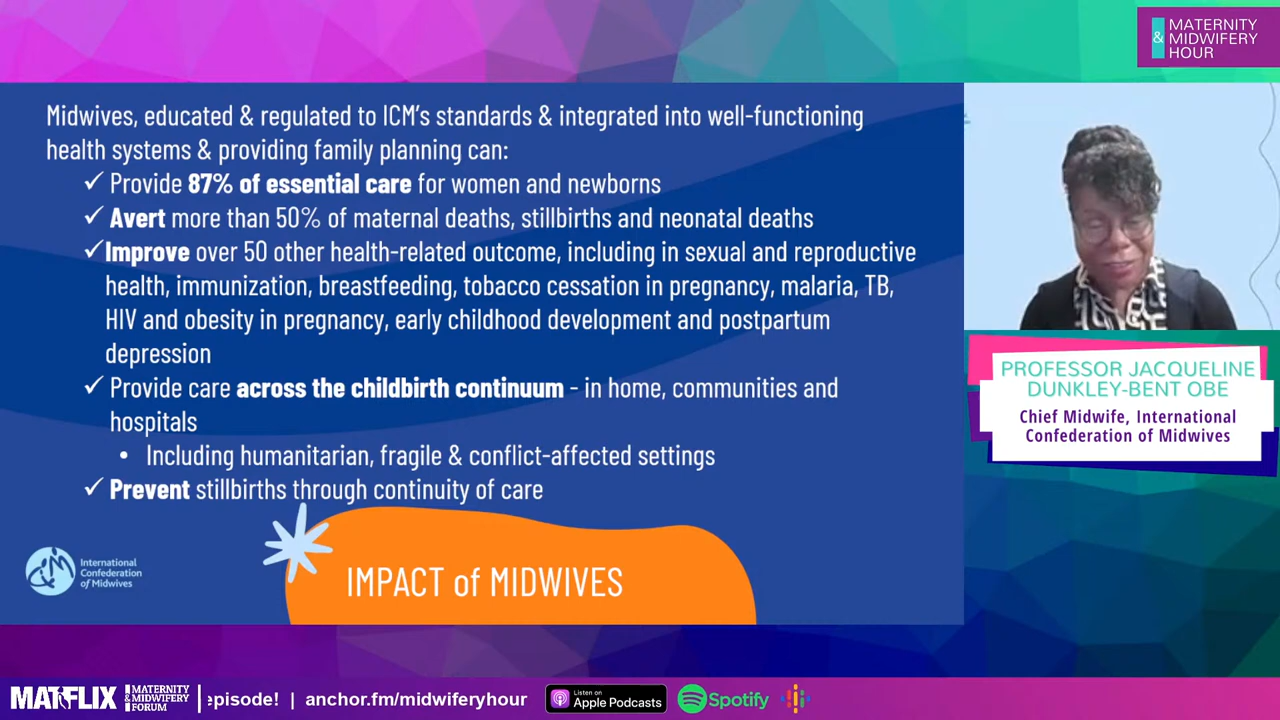 &
MATERNITY
MIDWIFERY
HOUR
Midwives, educated & regulated to ICM's standards & integrated into well-functioning
health systems & providing family planning can:
✓ Provide 87% of essential care for women and newborns
✓ Avert more than 50% of maternal deaths, stillbirths and neonatal deaths
✓ Improve over 50 other health-related outcome, including in sexual and reproductive
health, immunization, breastfeeding, tobacco cessation in pregnancy, malaria, TB,
HIV and obesity in pregnancy, early childhood development and postpartum
depression
✓ Provide care across the childbirth continuum - in home, communities and
hospitals
• Including humanitarian, fragile & conflict-affected settings
✓ Prevent stillbirths through continuity of care
International
Confederation
of Midwives
IMPACT of MIDWIVES
PROFESSOR JACQUELINE
DUNKLEY-BENT OBE
Chief Midwife, International
Confederation of Midwives
MATFLIX
MATERNITY
& MIDWIFERY
FORUM
episode! | anchor.fm/midwiferyhour
Listen on
Apple Podcasts
Spotify